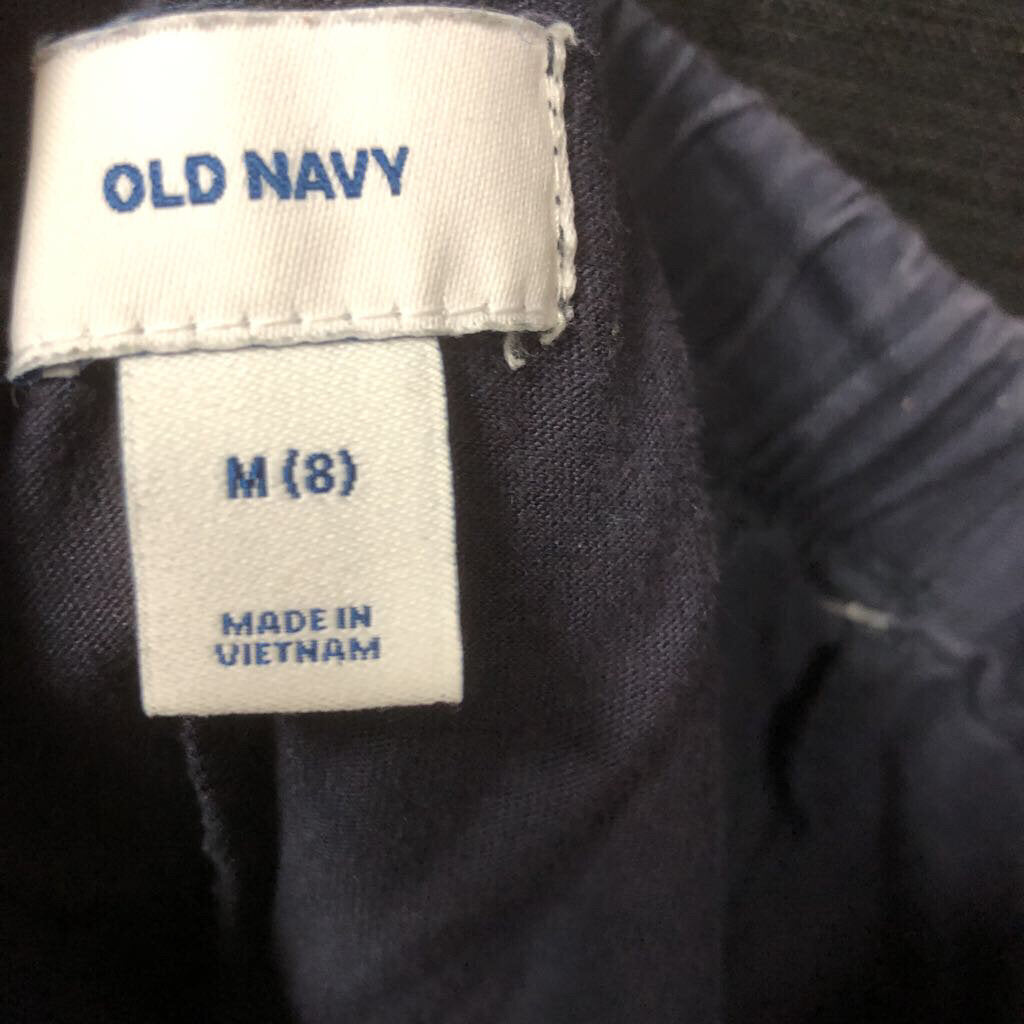 OLD NAVY
M (8)
MADE IN
VIETNAM